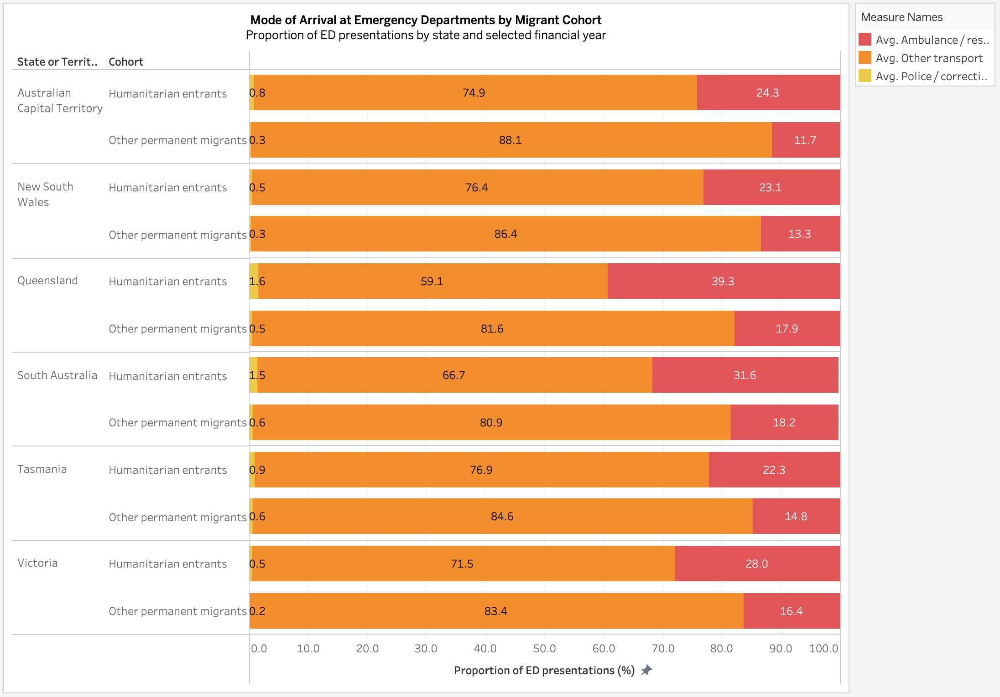 Mode of Arrival at Emergency Departments by Migrant Cohort
Proportion of ED presentations by state and selected financial year
Measure Names
Avg. Ambulance / res..
Avg. Other transport
Avg. Police / correcti..
State or Territ.. Cohort
Australian
Capital Territory
Humanitarian entrants 0.8 74.9 24.3
Other permanent migrants 0.3 88.1 11.7
New South
Wales
Humanitarian entrants 0.5 76.4 23.1
Other permanent migrants 0.3 86.4 13.3
Queensland Humanitarian entrants 1.6 59.1 39.3
Other permanent migrants 0.5 81.6 17.9
South Australia Humanitarian entrants 1.5 66.7 31.6
Other permanent migrants 0.6 80.9 18.2
Tasmania Humanitarian entrants 0.9 76.9 22.3
Other permanent migrants 0.6 84.6 14.8
Victoria Humanitarian entrants 0.5 71.5 28.0
Other permanent migrants 0.2 83.4 16.4
0.0 10.0 20.0 30.0 40.0 50.0 60.0 70.0 80.0 90.0 100.0
Proportion of ED presentations (%)